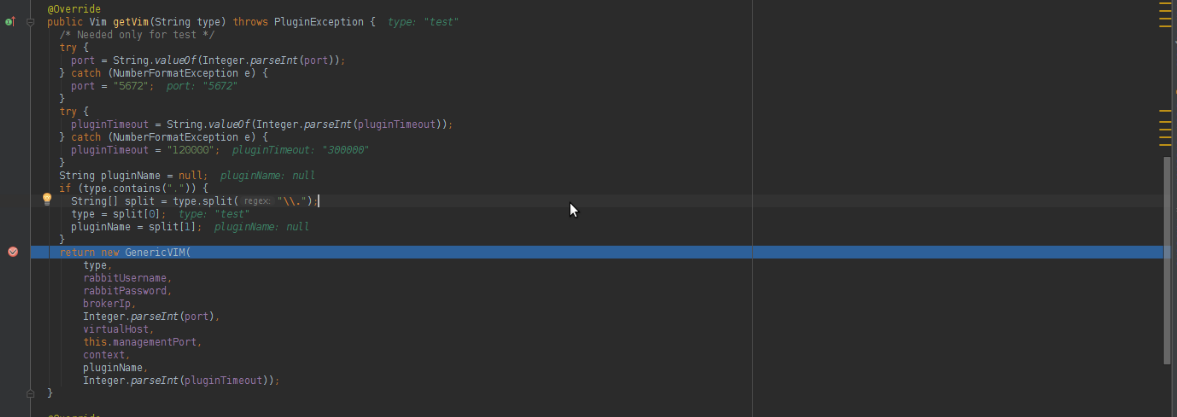 @Override
public Vim getVim(String type) throws PluginException {  type: "test"
/* Needed only for test */
try {
port = String.valueOf(Integer.parseInt(port));
} catch (NumberFormatException e) {
port = "5672";  port: "5672"
}
try {
pluginTimeout = String.valueOf(Integer.parseInt(pluginTimeout));
} catch (NumberFormatException e) {
pluginTimeout = "120000";  pluginTimeout: "300000"
}
String pluginName = null;  pluginName: null
if (type.contains(".")) {
String[] split = type.split( regex: "\\.");
type = split[0];  type: "test"
pluginName = split[1];  pluginName: null
}
return new GenericVIM(
type,
rabbitUsername,
rabbitPassword,
brokerIp,
Integer.parseInt(port),
virtualHost,
this.managementPort,
context,
pluginName,
Integer.parseInt(pluginTimeout));
}
@Override